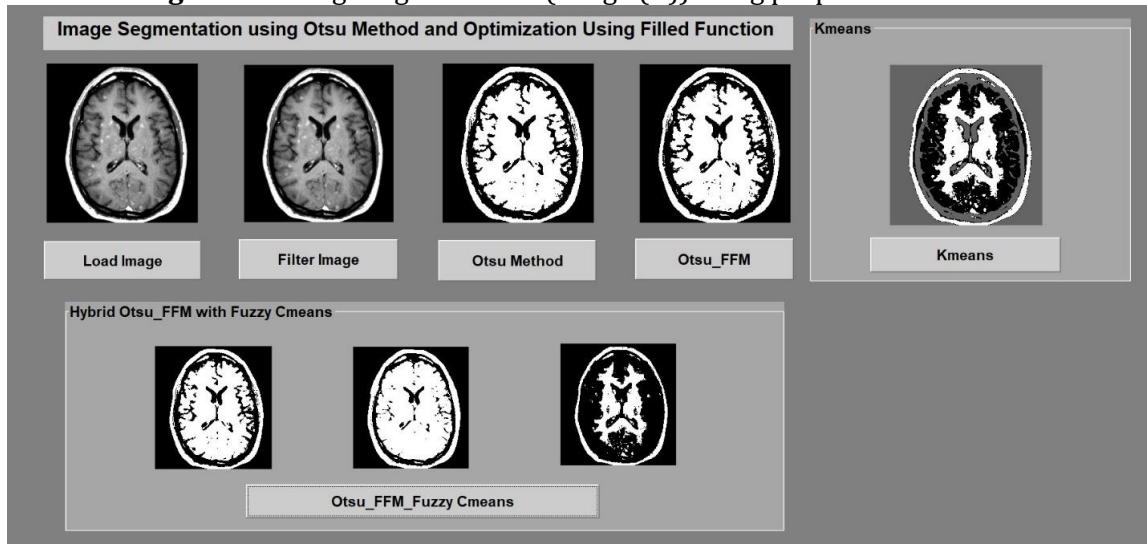 Image Segmentation using Otsu Method and Optimization Using Filled Function
Kmeans
Load Image
Filter Image
Otsu Method
Otsu_FFM
Kmeans
Hybrid Otsu_FFM with Fuzzy Cmeans
Otsu_FFM_Fuzzy Cmeans